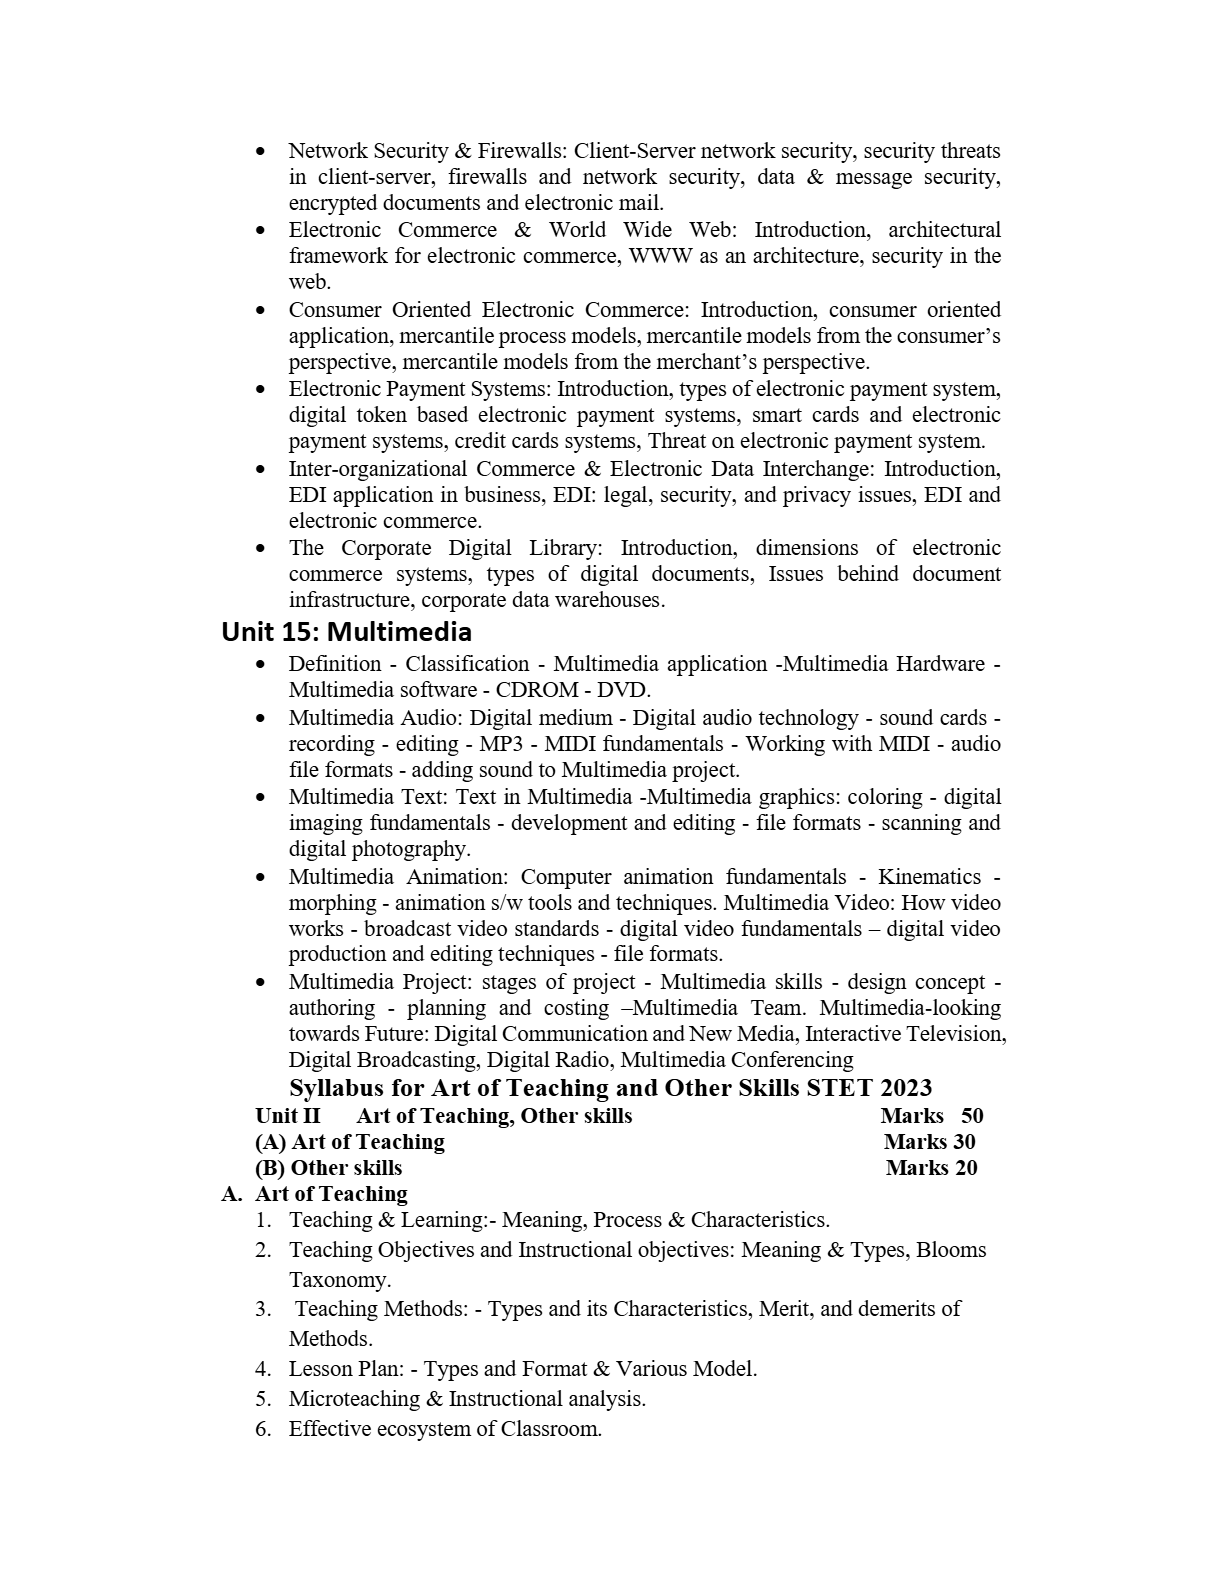 • Network Security & Firewalls: Client-Server network security, security threats
in client-server, firewalls and network security, data & message security,
encrypted documents and electronic mail.
• Electronic Commerce & World Wide Web: Introduction, architectural
framework for electronic commerce, WWW as an architecture, security in the
web.
• Consumer Oriented Electronic Commerce: Introduction, consumer oriented
application, mercantile process models, mercantile models from the consumer’s
perspective, mercantile models from the merchant’s perspective.
• Electronic Payment Systems: Introduction, types of electronic payment system,
digital token based electronic payment systems, smart cards and electronic
payment systems, credit cards systems, Threat on electronic payment system.
• Inter-organizational Commerce & Electronic Data Interchange: Introduction,
EDI application in business, EDI: legal, security, and privacy issues, EDI and
electronic commerce.
• The Corporate Digital Library: Introduction, dimensions of electronic
commerce systems, types of digital documents, Issues behind document
infrastructure, corporate data warehouses.
Unit 15: Multimedia
• Definition - Classification - Multimedia application -Multimedia Hardware -
Multimedia software - CDROM - DVD.
• Multimedia Audio: Digital medium - Digital audio technology - sound cards -
recording - editing - MP3 - MIDI fundamentals - Working with MIDI - audio
file formats - adding sound to Multimedia project.
• Multimedia Text: Text in Multimedia -Multimedia graphics: coloring - digital
imaging fundamentals - development and editing - file formats - scanning and
digital photography.
• Multimedia Animation: Computer animation fundamentals - Kinematics -
morphing - animation s/w tools and techniques. Multimedia Video: How video
works - broadcast video standards - digital video fundamentals – digital video
production and editing techniques - file formats.
• Multimedia Project: stages of project - Multimedia skills - design concept -
authoring - planning and costing –Multimedia Team. Multimedia-looking
towards Future: Digital Communication and New Media, Interactive Television,
Digital Broadcasting, Digital Radio, Multimedia Conferencing
Syllabus for Art of Teaching and Other Skills STET 2023
Unit II Art of Teaching, Other skills Marks 50
(A) Art of Teaching Marks 30
(B) Other skills Marks 20
A. Art of Teaching
1. Teaching & Learning:- Meaning, Process & Characteristics.
2. Teaching Objectives and Instructional objectives: Meaning & Types, Blooms
Taxonomy.
3. Teaching Methods: - Types and its Characteristics, Merit, and demerits of
Methods.
4. Lesson Plan: - Types and Format & Various Model.
5. Microteaching & Instructional analysis.
6. Effective ecosystem of Classroom.